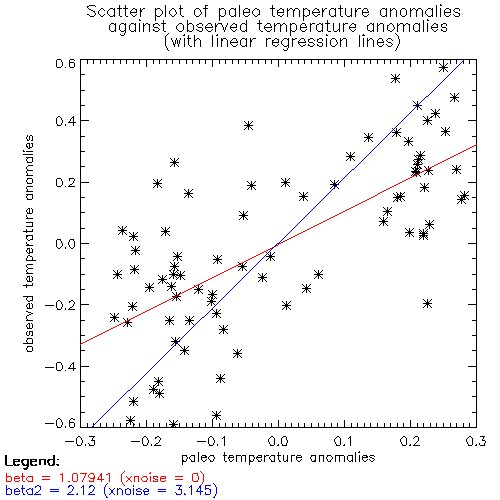 Scatter plot of paleo temperature anomalies
against observed temperature anomalies
(with linear regression lines)
observed temperature anomalies
0.6
0.4
0.2
0.0
-0.2
-0.4
-0.6
-0.3 -0.2 -0.1 0.0 0.1 0.2 0.3
paleo temperature anomalies
Legend:
beta = 1.07941 (xnoise = 0)
beta2 = 2.12 (xnoise = 3.145)